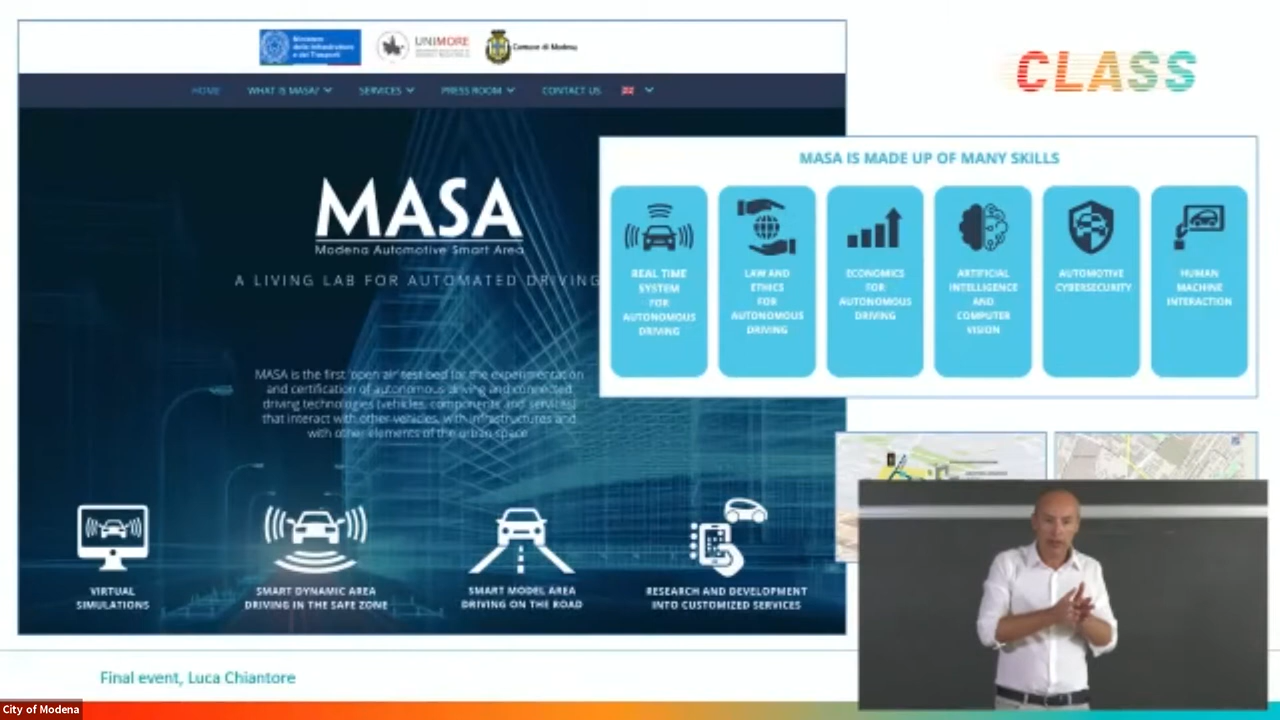 Ministero
delle Infrastrutture
e dei Trasporti
UNIMORE
Comune di Modena
CLASS
HOME WHAT IS MASA? SERVICES PRESS ROOM CONTACT US
MASA
Modena Automotive Smart Area
A LIVING LAB FOR AUTOMATED DRIVING
MASA is the first 'open air' test bed for the experimentation
and certification of autonomous driving and connected
driving technologies (vehicles, components and services)
that interact with other vehicles, with infrastructures and
with other elements of the urban space
VIRTUAL
SIMULATIONS
SMART DYNAMIC AREA
DRIVING IN THE SAFE ZONE
SMART MODEL AREA
DRIVING ON THE ROAD
RESEARCH AND DEVELOPMENT
INTO CUSTOMIZED SERVICES
MASA IS MADE UP OF MANY SKILLS
REAL TIME
SYSTEM
FOR
AUTONOMOUS
DRIVING
LAW AND
ETHICS
FOR
AUTONOMOUS
DRIVING
ECONOMICS
FOR
AUTONOMOUS
DRIVING
ARTIFICIAL
INTELLIGENCE
AND
COMPUTER
VISION
AUTOMOTIVE
CYBERSECURITY
HUMAN
MACHINE
INTERACTION
Final event, Luca Chiantore
City of Modena